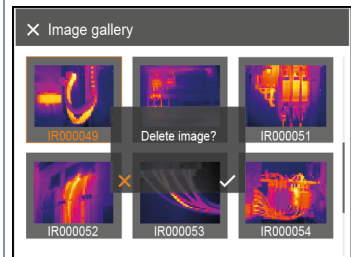 Image gallery
IR000049
Delete image?
IR000051
IR000052
IR000053
IR000054